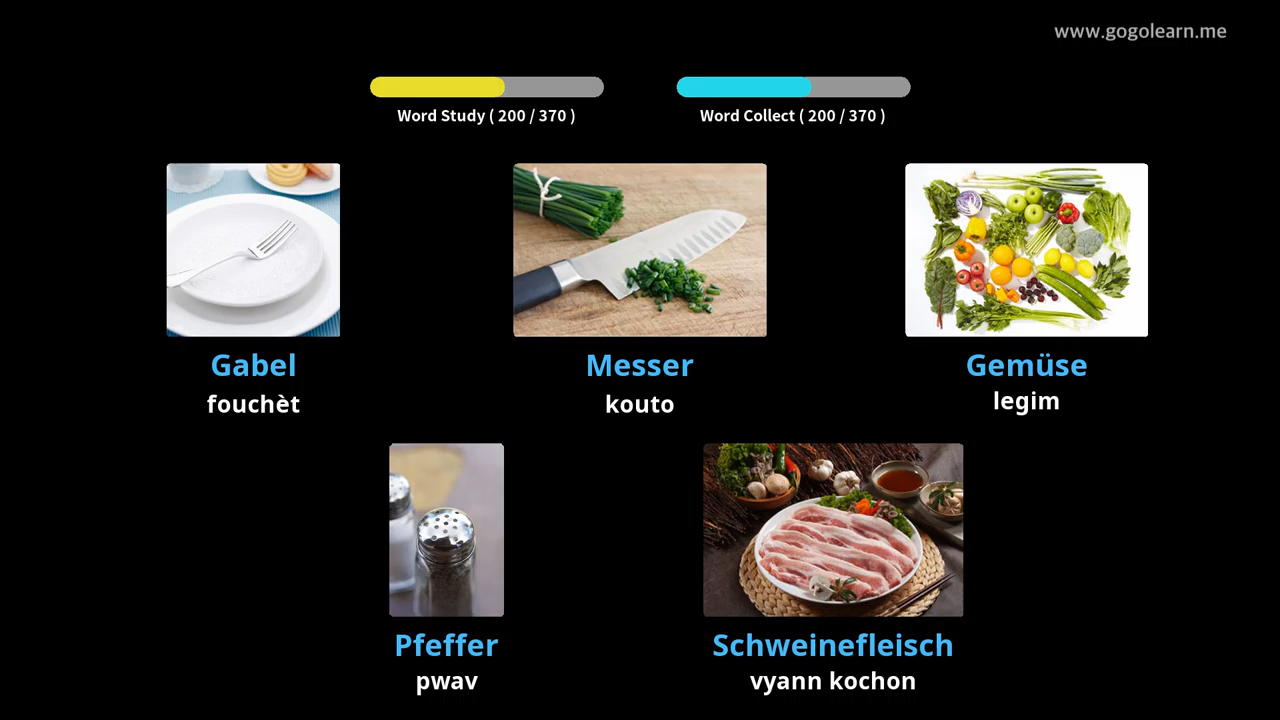 www.gogolearn.me
Word Study ( 200 / 370 )
Word Collect ( 200 / 370 )
Gabel
fouchèt
Messer
kouto
Gemüse
legim
Pfeffer
pwav
Schweinefleisch
vyann kochon